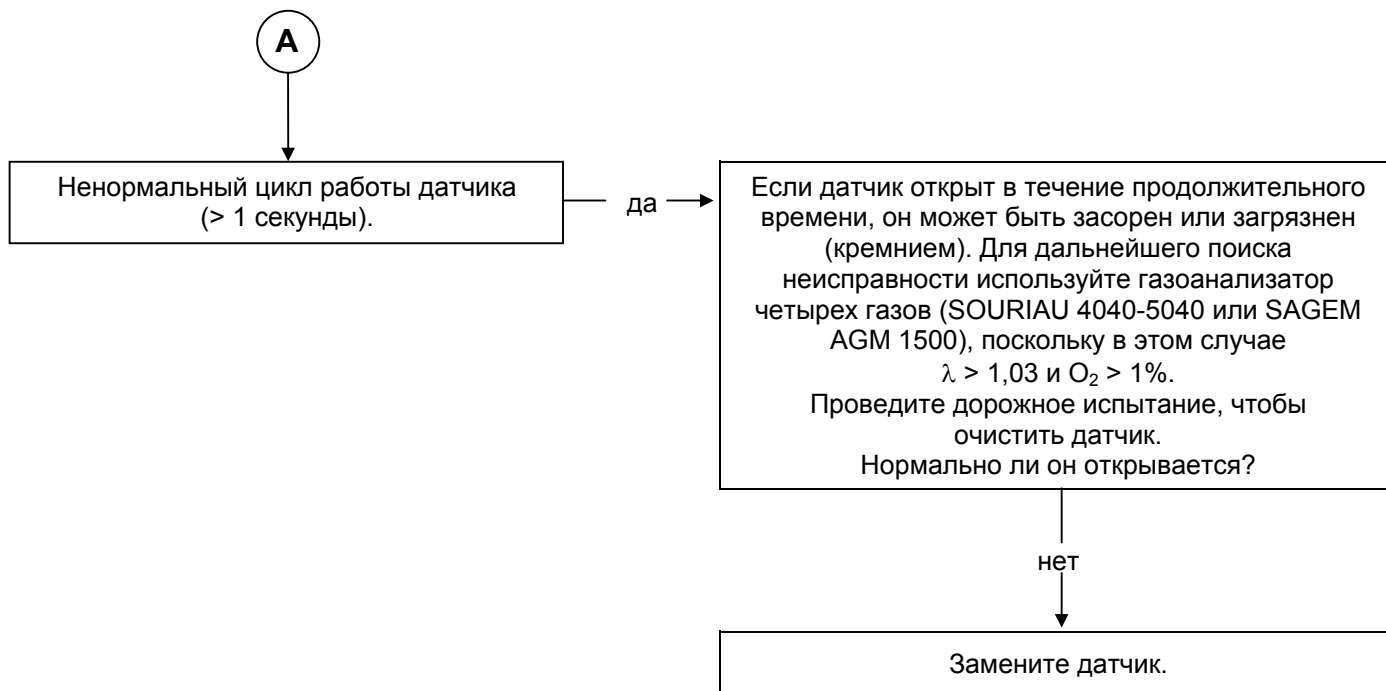 A
Ненормальный цикл работы датчика
(> 1 секунды).
да
Если датчик открыт в течение продолжительного
времени, он может быть засорен или загрязнен
(кремнием). Для дальнейшего поиска
неисправности используйте газоанализатор
четырех газов (SOURIAU 4040-5040 или SAGEM
AGM 1500), поскольку в этом случае
λ > 1,03 и O₂ > 1%.
Проведите дорожное испытание, чтобы
очистить датчик.
Нормально ли он открывается?
нет
Замените датчик.